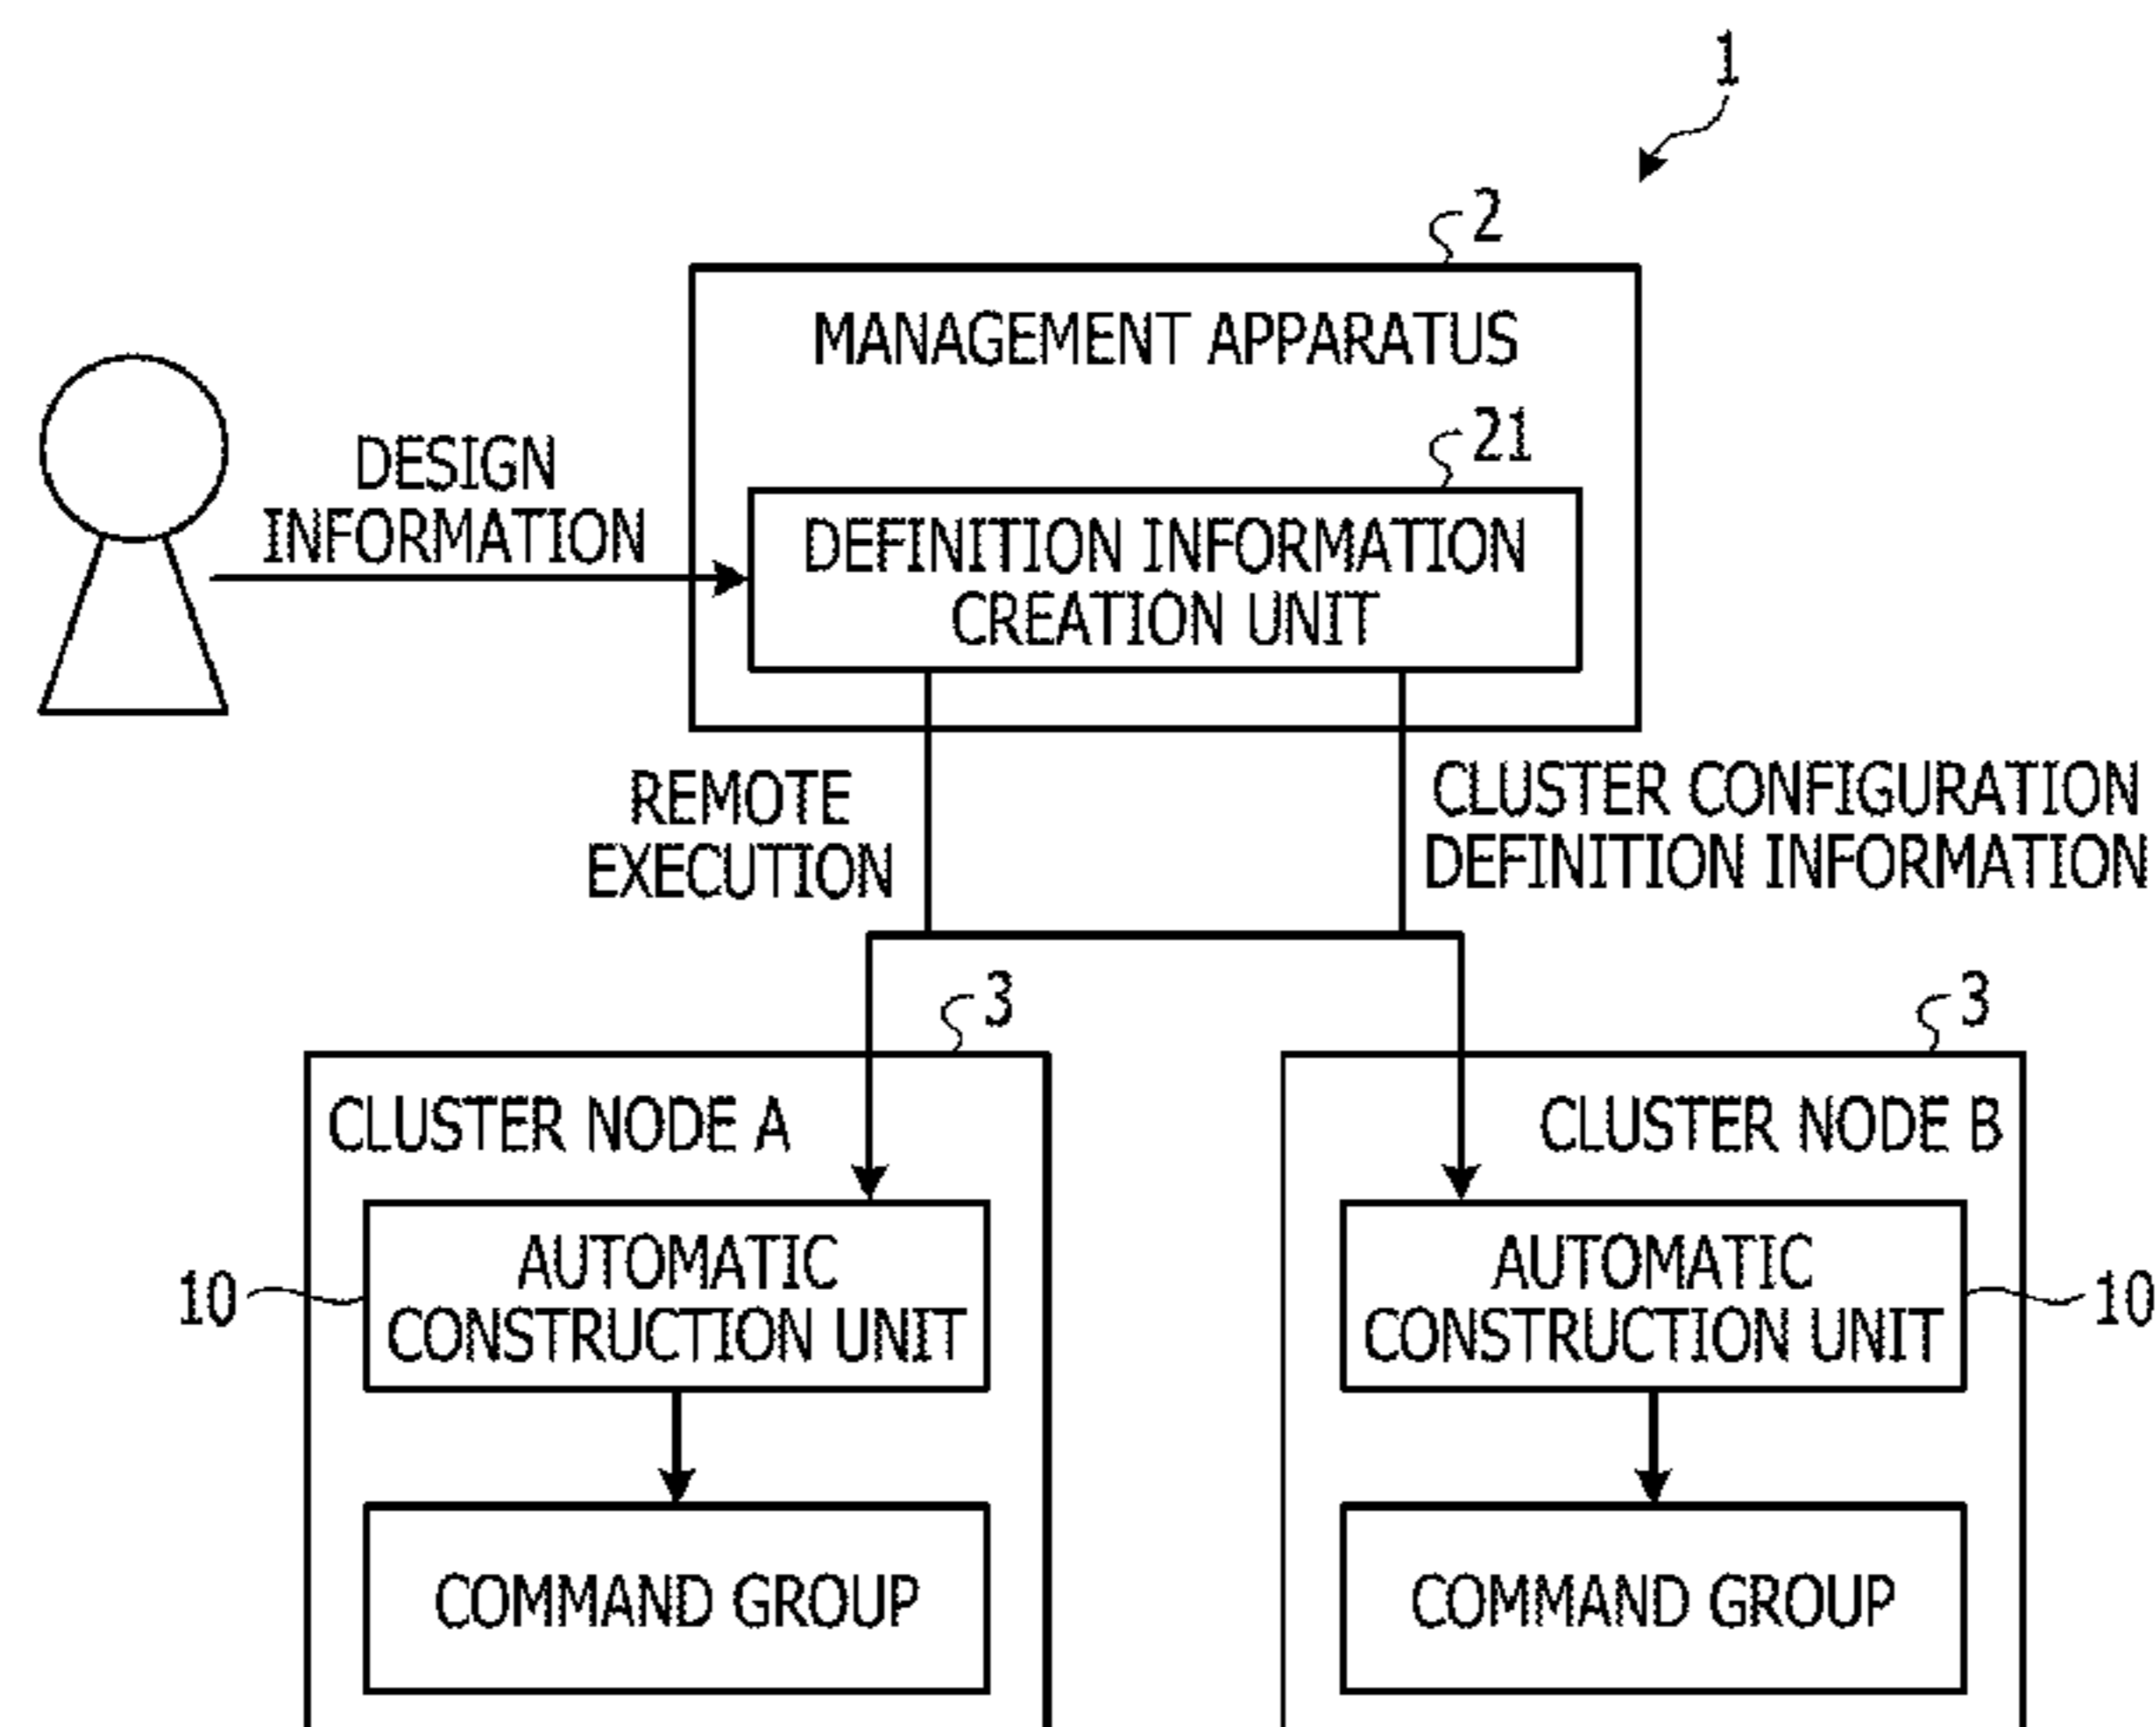 1
2
MANAGEMENT APPARATUS
21
DESIGN
INFORMATION
DEFINITION INFORMATION
CREATION UNIT
REMOTE
EXECUTION
CLUSTER CONFIGURATION
DEFINITION INFORMATION
3
CLUSTER NODE A
10
AUTOMATIC
CONSTRUCTION UNIT
COMMAND GROUP
3
CLUSTER NODE B
AUTOMATIC
CONSTRUCTION UNIT
10
COMMAND GROUP